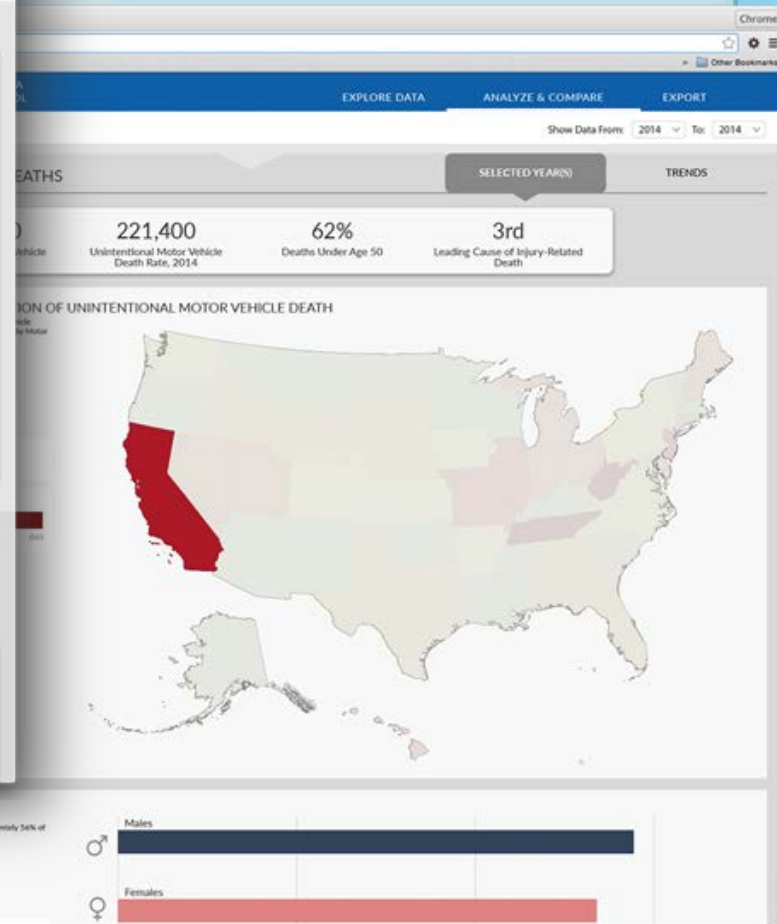 Chrome
Other Bookmarks
EXPLORE DATA
ANALYZE & COMPARE
EXPORT
Show Data From: 2014 To: 2014
EATHS
SELECTED YEAR(S)
TRENDS
221,400
Unintentional Motor Vehicle
Death Rate, 2014
62%
Deaths Under Age 50
3rd
Leading Cause of Injury-Related
Death
ION OF UNINTENTIONAL MOTOR VEHICLE DEATH
by Motor
Males
Females